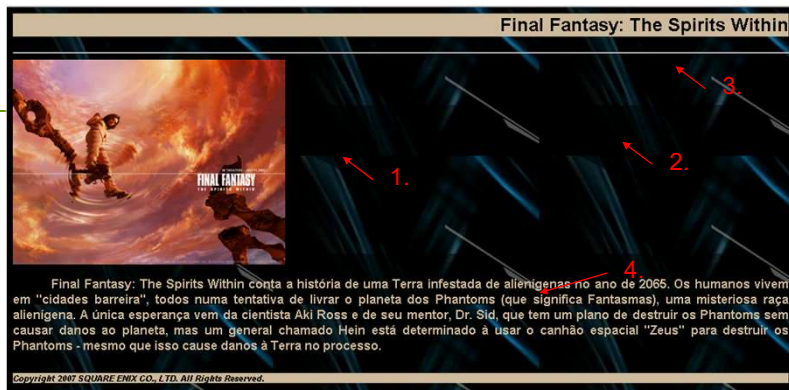 Final Fantasy: The Spirits Within
3.
2.
1.
FINAL FANTASY
THE SPIRITS WITHIN
4.
Final Fantasy: The Spirits Within conta a história de uma Terra infestada de alienígenas no ano de 2065. Os humanos vivem
em "cidades barreira", todos numa tentativa de livrar o planeta dos Phantoms (que significa Fantasmas), uma misteriosa raça
alienígena. A única esperança vem da cientista Aki Ross e de seu mentor, Dr. Sid, que tem um plano de destruir os Phantoms sem
causar danos ao planeta, mas um general chamado Hein está determinado à usar o canhão espacial "Zeus" para destruir os
Phantoms - mesmo que isso cause danos à Terra no processo.
Copyright 2007 SQUARE ENIX CO., LTD. All Rights Reserved.